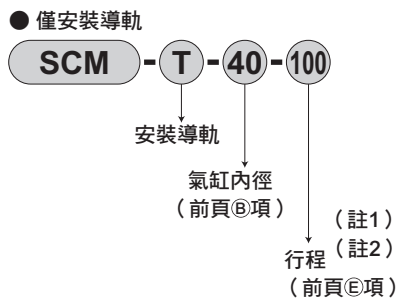 ● 僅安裝導軌
SCM-T-40-100
安裝導軌
氣缸內徑
（前頁Ⓑ項）
（註1）
行程（註2）
（前頁Ⓔ項）